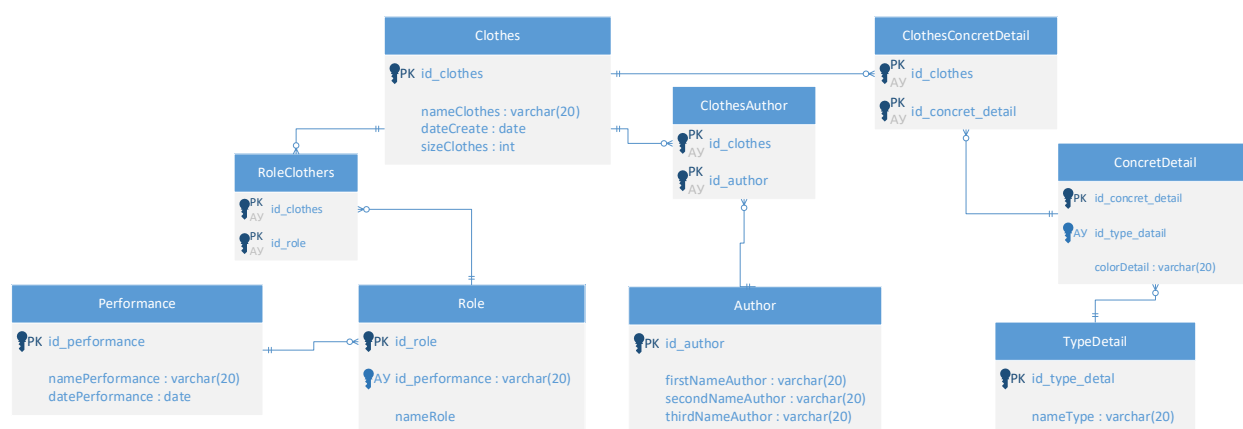 Clothes
PK id_clothes
nameClothes : varchar(20)
dateCreate : date
sizeClothes : int
ClothesConcretDetail
PK
АУ
id_clothes
PK
АУ
id_concret_detail
ClothesAuthor
PK
АУ
id_clothes
PK
АУ
id_author
RoleClothers
PK
АУ
id_clothes
PK
АУ
id_role
ConcretDetail
PK id_concret_detail
АУ id_type_datail
colorDetail : varchar(20)
Performance
PK id_performance
namePerformance : varchar(20)
datePerformance : date
Role
PK id_role
АУ id_performance : varchar(20)
nameRole
Author
PK id_author
firstNameAuthor : varchar(20)
secondNameAuthor : varchar(20)
thirdNameAuthor : varchar(20)
TypeDetail
PK id_type_detal
nameType : varchar(20)